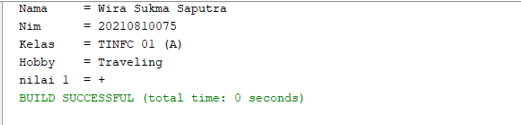 Nama = Wira Sukma Saputra
Nim = 20210810075
Kelas = TINFC 01 (A)
Hobby = Traveling
nilai 1 = +
BUILD SUCCESSFUL (total time: 0 seconds)